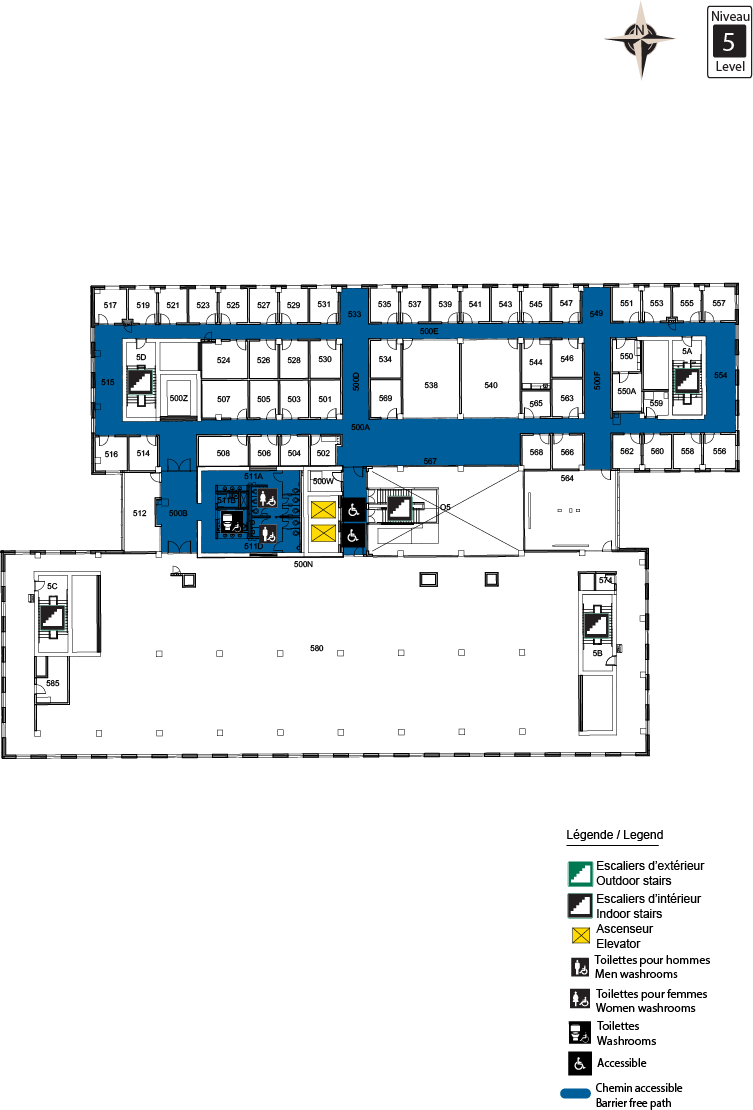 Niveau
N
5
Level
517 519 521 523 525 527 529 531 535 537 539 541 543 545 547 551 553 555 557
533 549
500E
5D 524 526 528 530 534 544 546 550 5A
515 500Z 500D 538 540 500F 554
507 505 503 501 569 565 563 550A 559
500A
516 514 508 506 504 502 567 568 566 562 560 558 556
511A 500W 564
511B
512 500B O5
511D
500N
5C 574
580 5B
585
Légende / Legend
Escaliers d'extérieur
Outdoor stairs
Escaliers d'intérieur
Indoor stairs
Ascenseur
Elevator
Toilettes pour hommes
Men washrooms
Toilettes pour femmes
Women washrooms
Toilettes
Washrooms
Accessible
Chemin accessible
Barrier free path